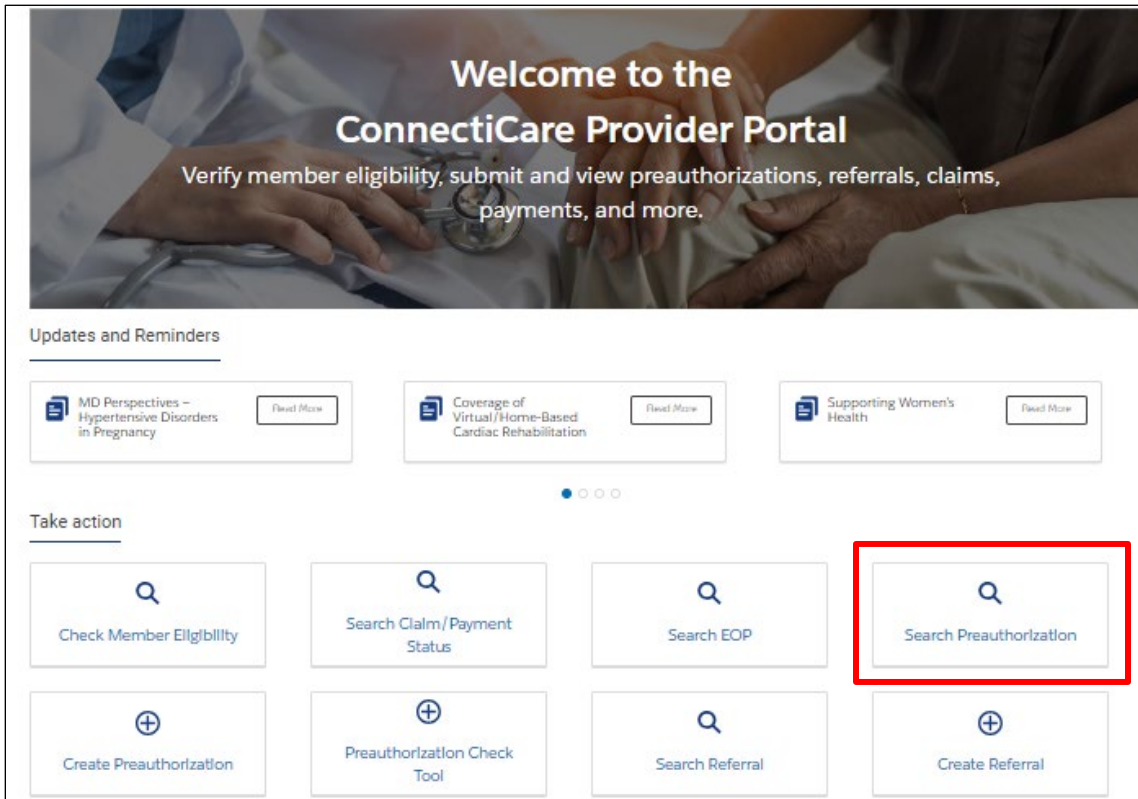 Welcome to the
ConnectiCare Provider Portal
Verify member eligibility, submit and view preauthorizations, referrals, claims,
payments, and more.
Updates and Reminders
MD Perspectives –
Hypertensive Disorders
in Pregnancy
Read More
Coverage of
Virtual/Home-Based
Cardiac Rehabilitation
Read More
Supporting Women's
Health
Read More
Take action
Check Member Eligibility
Search Claim/Payment
Status
Search EOP
Search Preauthorization
Create Preauthorization
Preauthorization Check
Tool
Search Referral
Create Referral